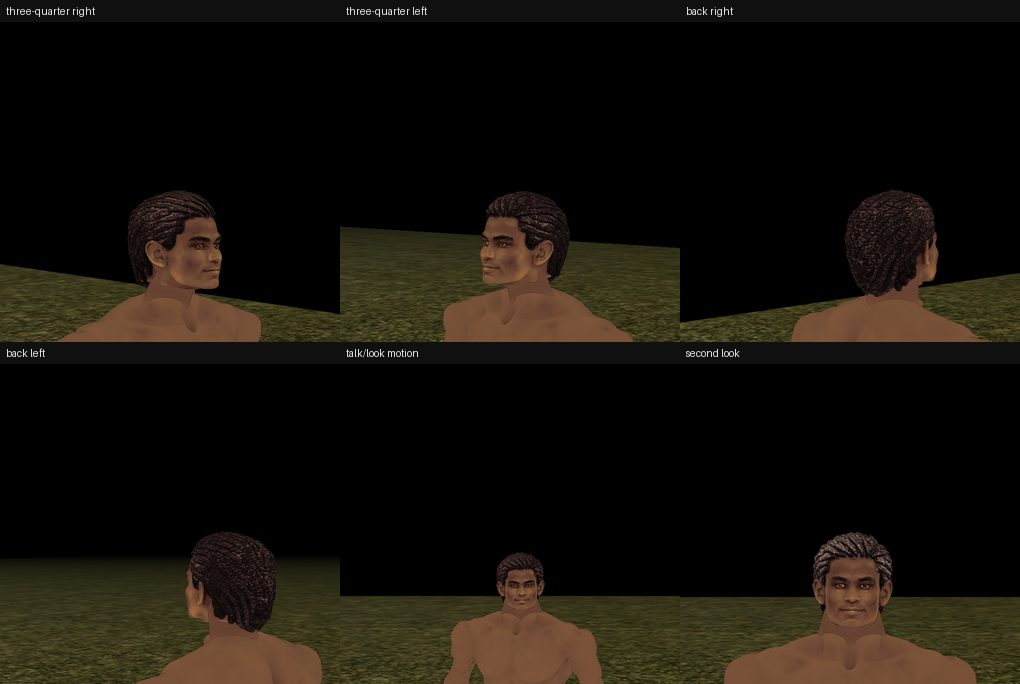 three-quarter right
three-quarter left
back right
back left
talk/look motion
second look